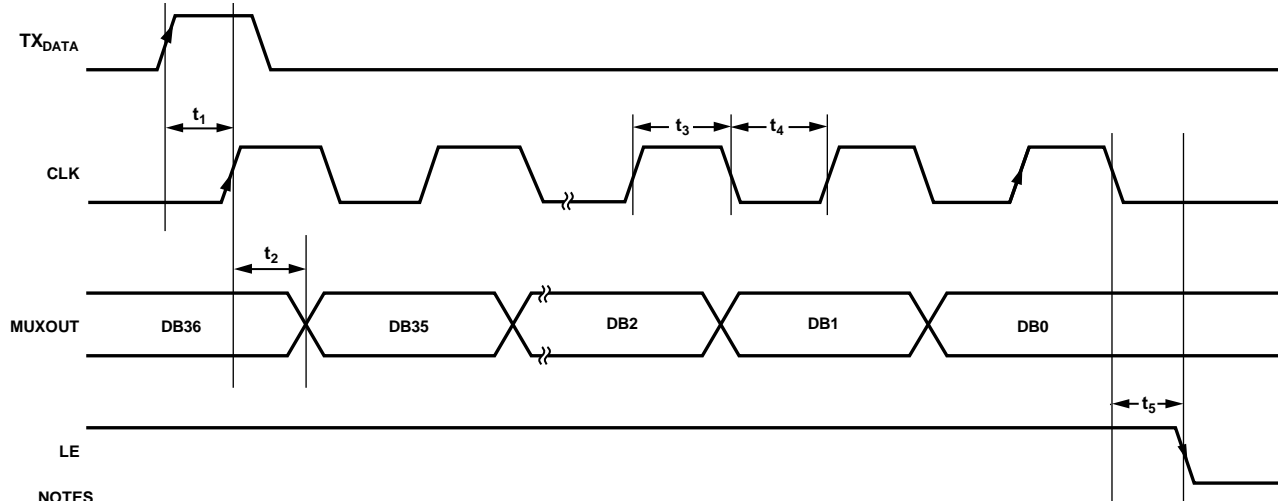 TXDATA
t1
t3
t4
CLK
t2
MUXOUT
DB36
DB35
DB2
DB1
DB0
t5
LE
NOTES